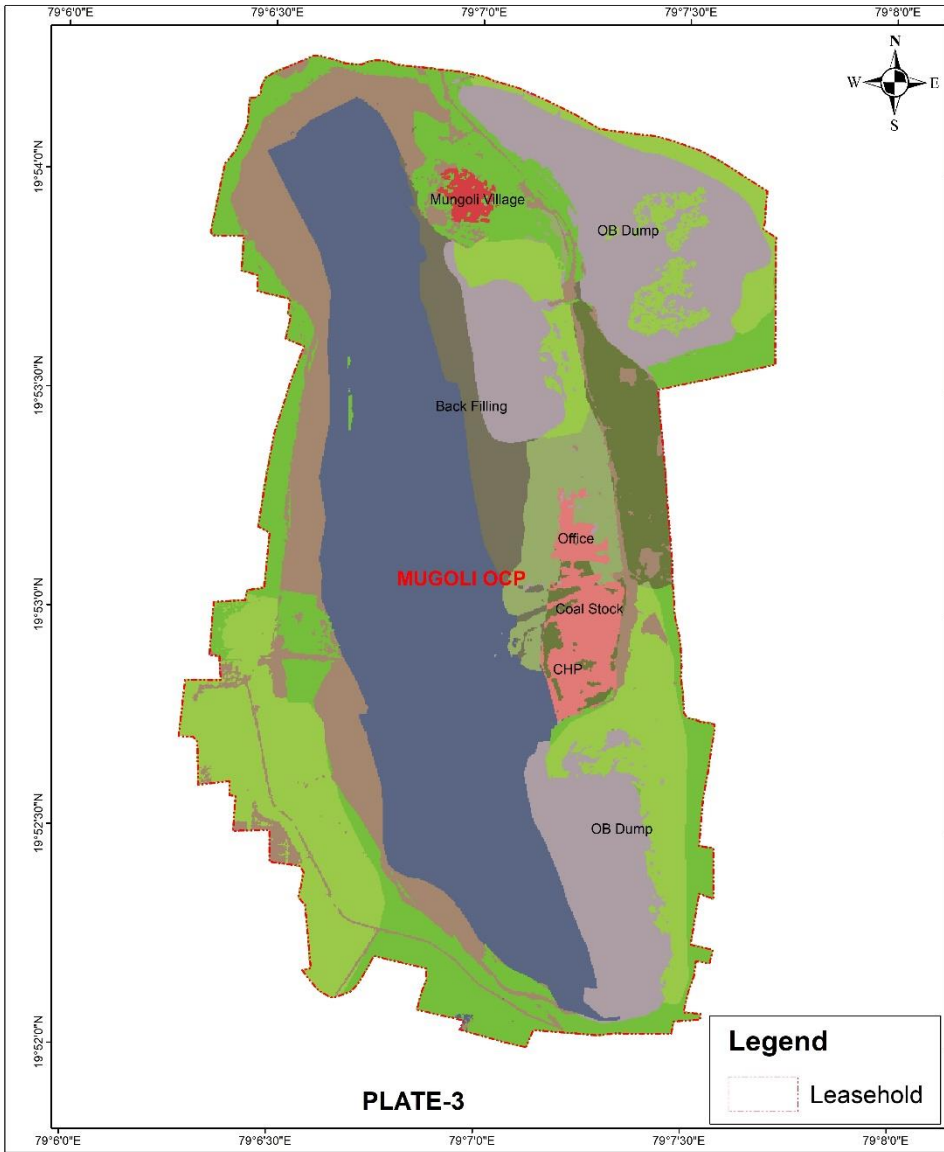 79°6'0"E 79°6'30"E 79°7'0"E 79°7'30"E 79°8'0"E
N
W E
S
19°54'0"N
Mungoli Village
OB Dump
19°53'30"N
Back Filling
Office
MUGOLI OCP
19°53'0"N
Coal Stock
CHP
19°52'30"N
OB Dump
19°52'0"N
Legend
Leasehold
PLATE-3
79°6'0"E 79°6'30"E 79°7'0"E 79°7'30"E 79°8'0"E